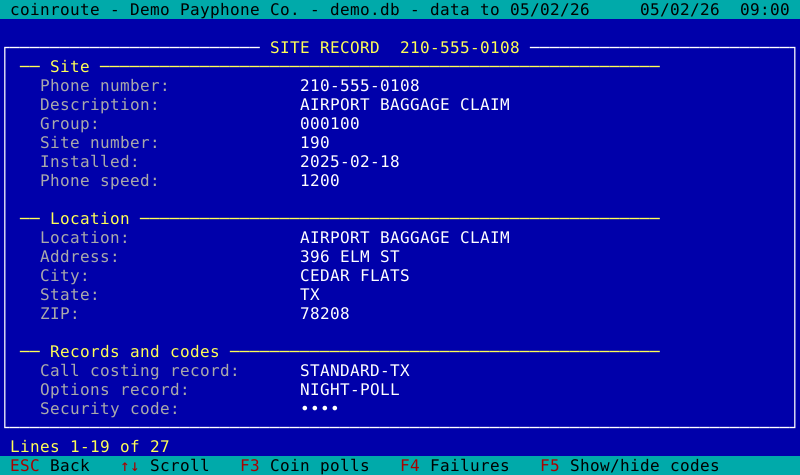 coinroute - Demo Payphone Co. - demo.db - data to 05/02/26 05/02/26 09:00
SITE RECORD 210-555-0108
Site
Phone number: 210-555-0108
Description: AIRPORT BAGGAGE CLAIM
Group: 000100
Site number: 190
Installed: 2025-02-18
Phone speed: 1200
Location
Location: AIRPORT BAGGAGE CLAIM
Address: 396 ELM ST
City: CEDAR FLATS
State: TX
ZIP: 78208
Records and codes
Call costing record: STANDARD-TX
Options record: NIGHT-POLL
Security code: ••••
Lines 1-19 of 27
ESC Back ↑↓ Scroll F3 Coin polls F4 Failures F5 Show/hide codes